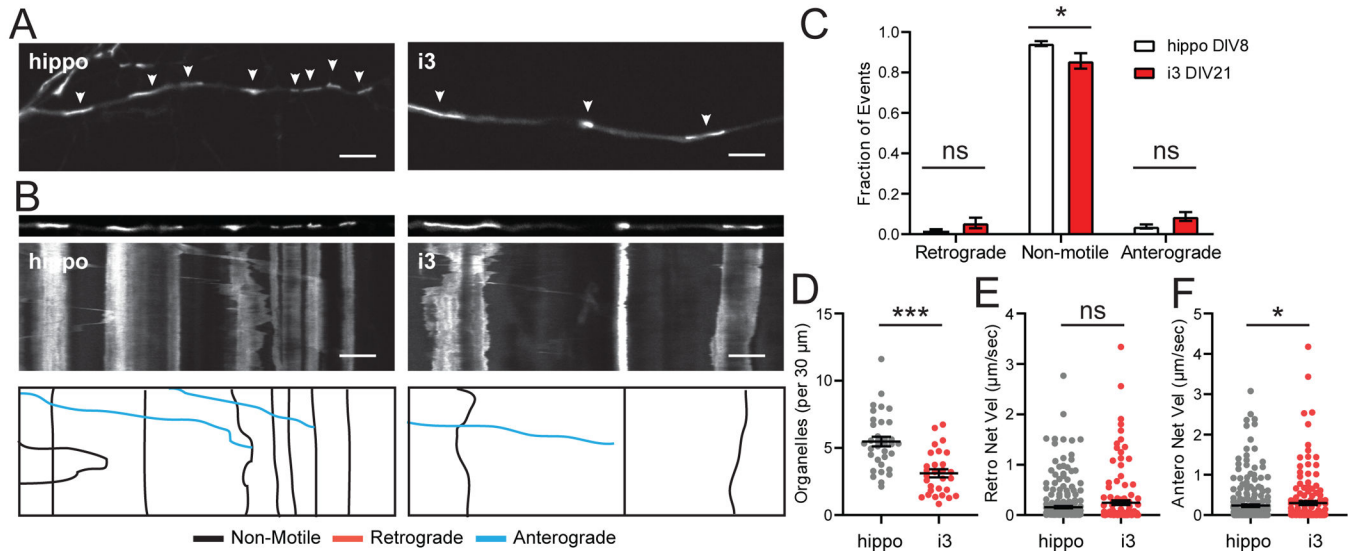 A
hippo
i3
B
hippo
i3
Non-Motile
Retrograde
Anterograde
C
Fraction of Events
1.0
0.8
0.6
0.4
0.2
0.0
ns
*
ns
hippo DIV8
i3 DIV21
Retrograde
Non-motile
Anterograde
D
Organelles (per 30 μm)
15
10
5
0
***
hippo
i3
E
Retro Net Vel (μm/sec)
4
3
2
1
0
ns
hippo
i3
F
Antero Net Vel (μm/sec)
5
4
3
2
1
0
*
hippo
i3